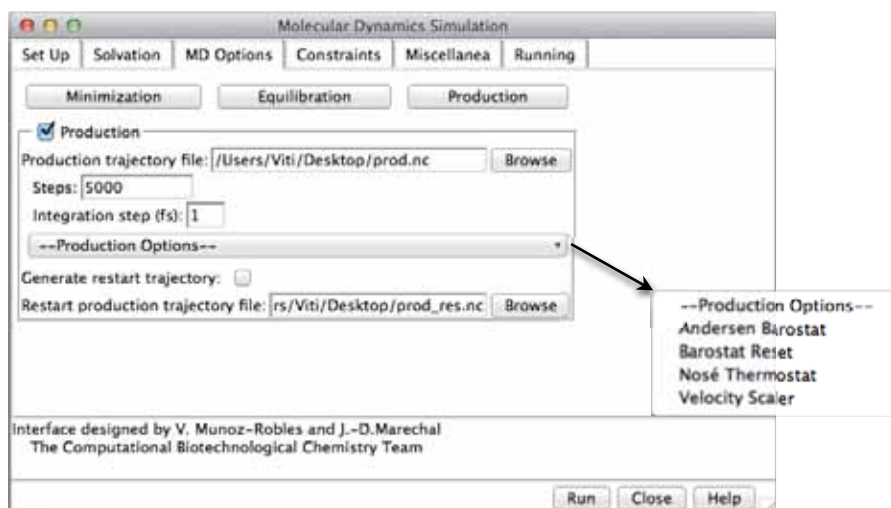 Molecular Dynamics Simulation
Set Up Solvation MD Options Constraints Miscellanea Running
Minimization Equilibration Production
Production
Production trajectory file: /Users/Viti/Desktop/prod.nc Browse
Steps: 5000
Integration step (fs): 1
--Production Options--
Generate restart trajectory:
Restart production trajectory file: rs/Viti/Desktop/prod_res.nc Browse
--Production Options--
Andersen Barostat
Barostat Reset
Nosé Thermostat
Velocity Scaler
Interface designed by V. Munoz-Robles and J.-D.Marechal
The Computational Biotechnological Chemistry Team
Run Close Help